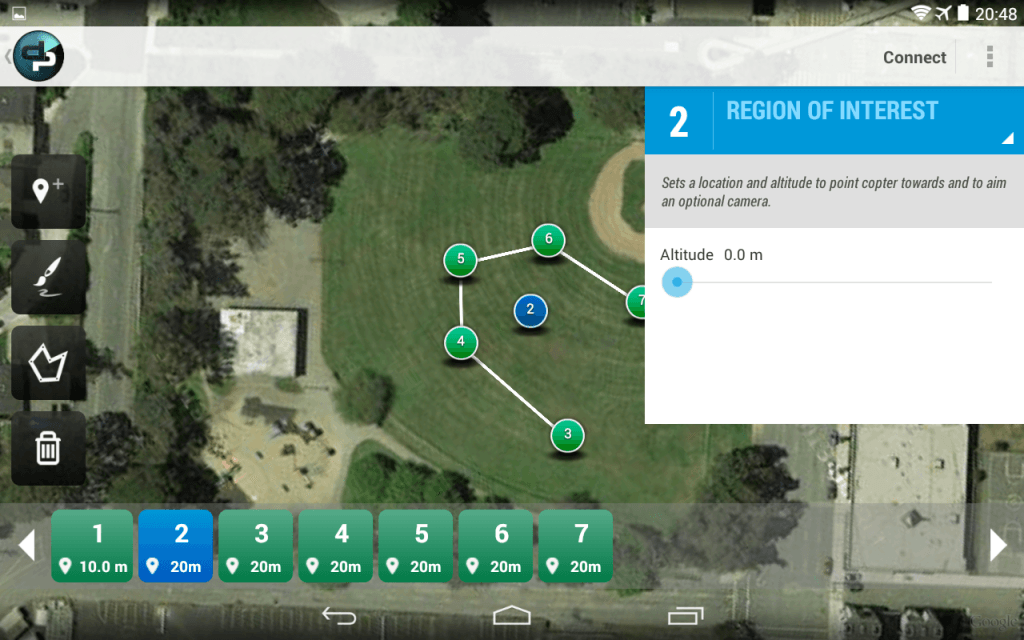 20:48
Connect
2 REGION OF INTEREST
Sets a location and altitude to point copter towards and to aim
an optional camera.
Altitude 0.0 m
6
5
2
7
4
3
1 2 3 4 5 6 7
10.0 m 20m 20m 20m 20m 20m 20m
Google